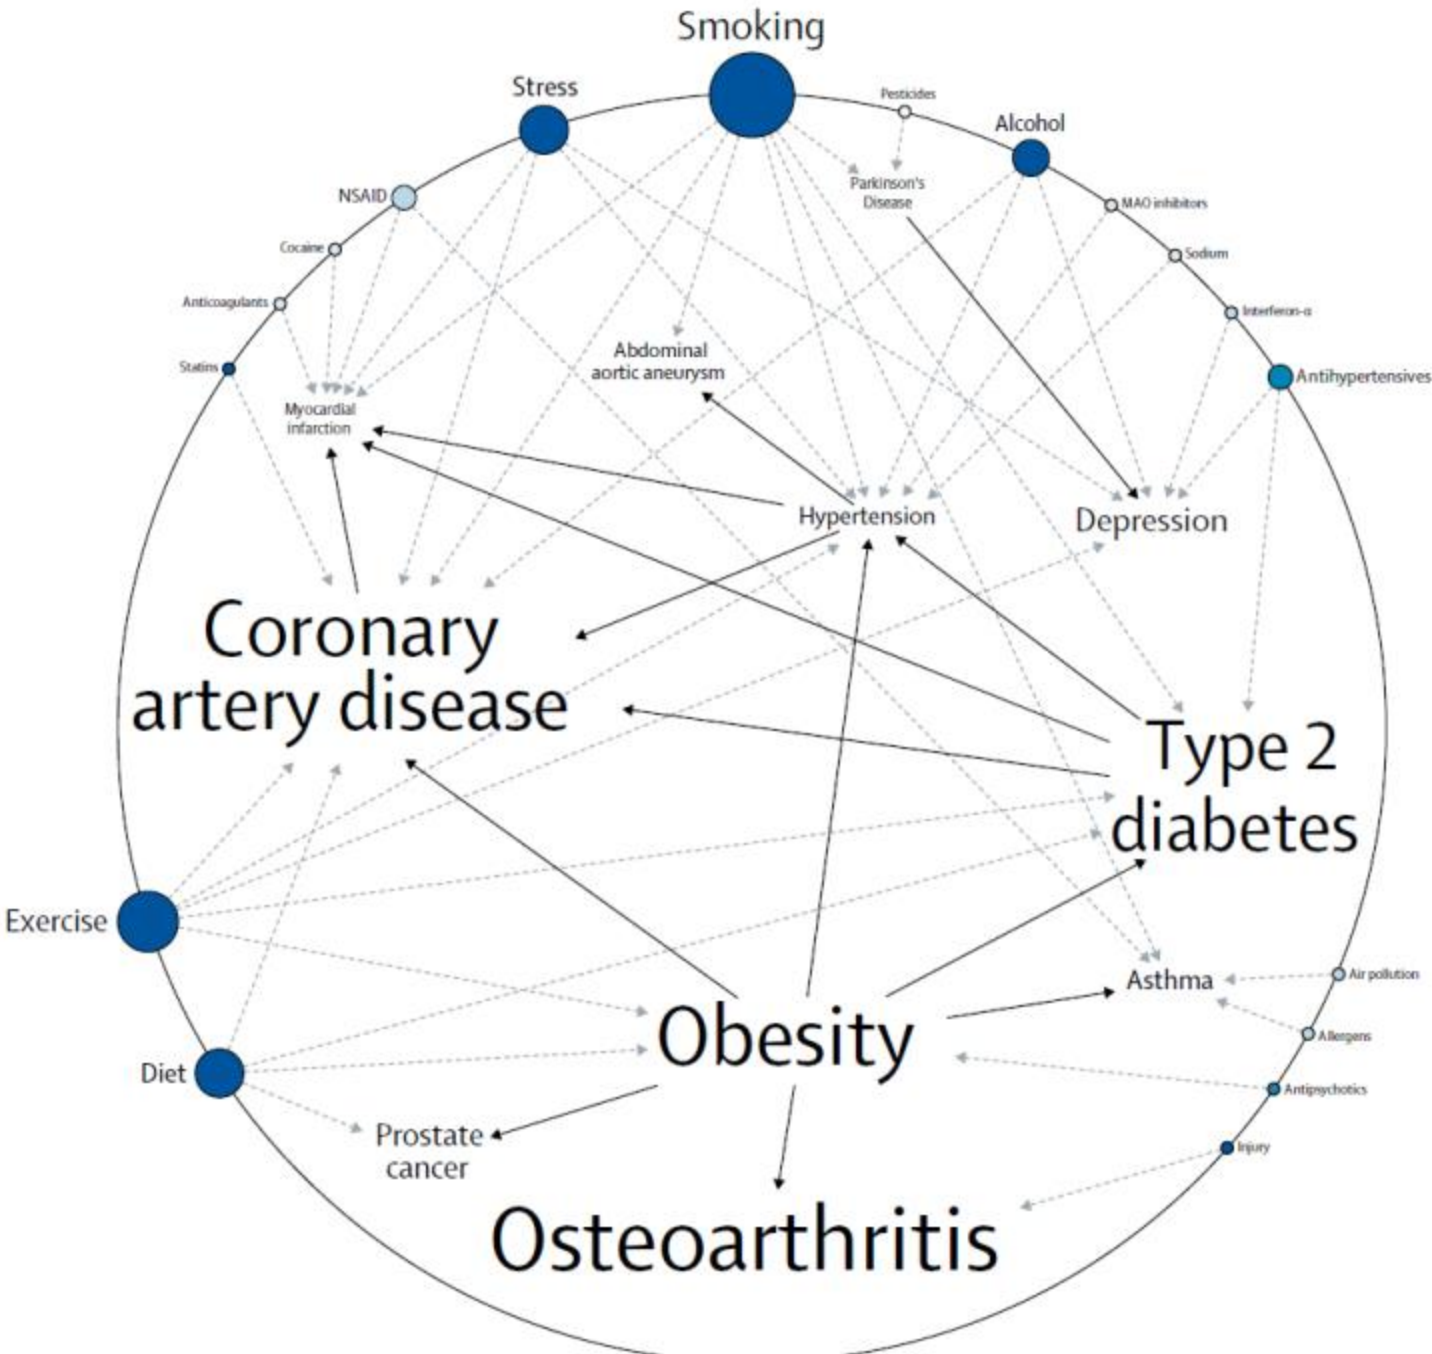 Smoking
Stress
Pesticides
Alcohol
NSAID
Parkinson's
Disease
MAO inhibitors
Cocaine
Sodium
Anticoagulants
Interferon-α
Abdominal
aortic aneurysm
Statins
Antihypertensives
Myocardial
infarction
Hypertension
Depression
Coronary
artery disease
Type 2
diabetes
Exercise
Asthma
Air pollution
Obesity
Allergens
Diet
Antipsychotics
Prostate
cancer
Injury
Osteoarthritis